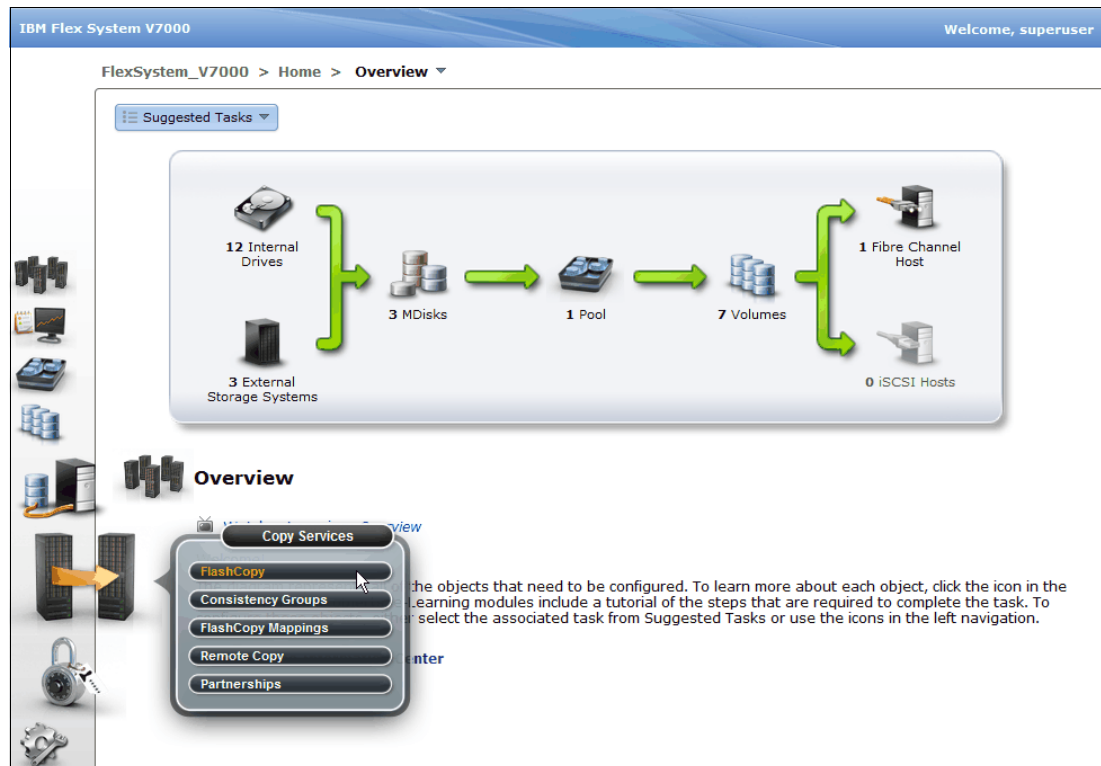 IBM Flex System V7000
Welcome, superuser
FlexSystem_V7000 > Home > Overview
Suggested Tasks
12 Internal
Drives
3 External
Storage Systems
3 MDisks
1 Pool
7 Volumes
1 Fibre Channel
Host
0 iSCSI Hosts
Overview
Overview
Copy Services
FlashCopy
Consistency Groups
FlashCopy Mappings
Remote Copy
Partnerships
the objects that need to be configured. To learn more about each object, click the icon in the
Learning modules include a tutorial of the steps that are required to complete the task. To
select the associated task from Suggested Tasks or use the icons in the left navigation.